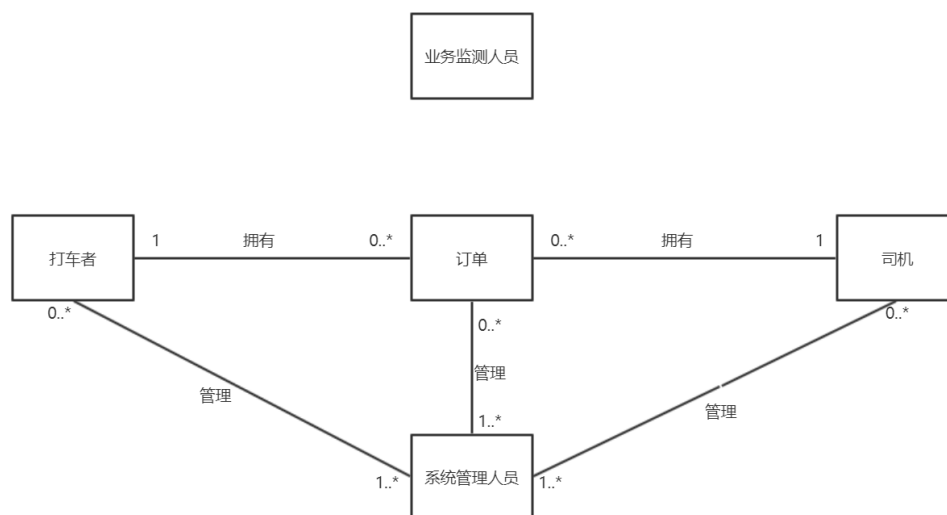 业务监测人员
打车者
1
拥有
0..*
订单
0..*
拥有
1
司机
0..*
0..*
0..*
管理
管理
管理
1..*
1..*
系统管理人员
1..*